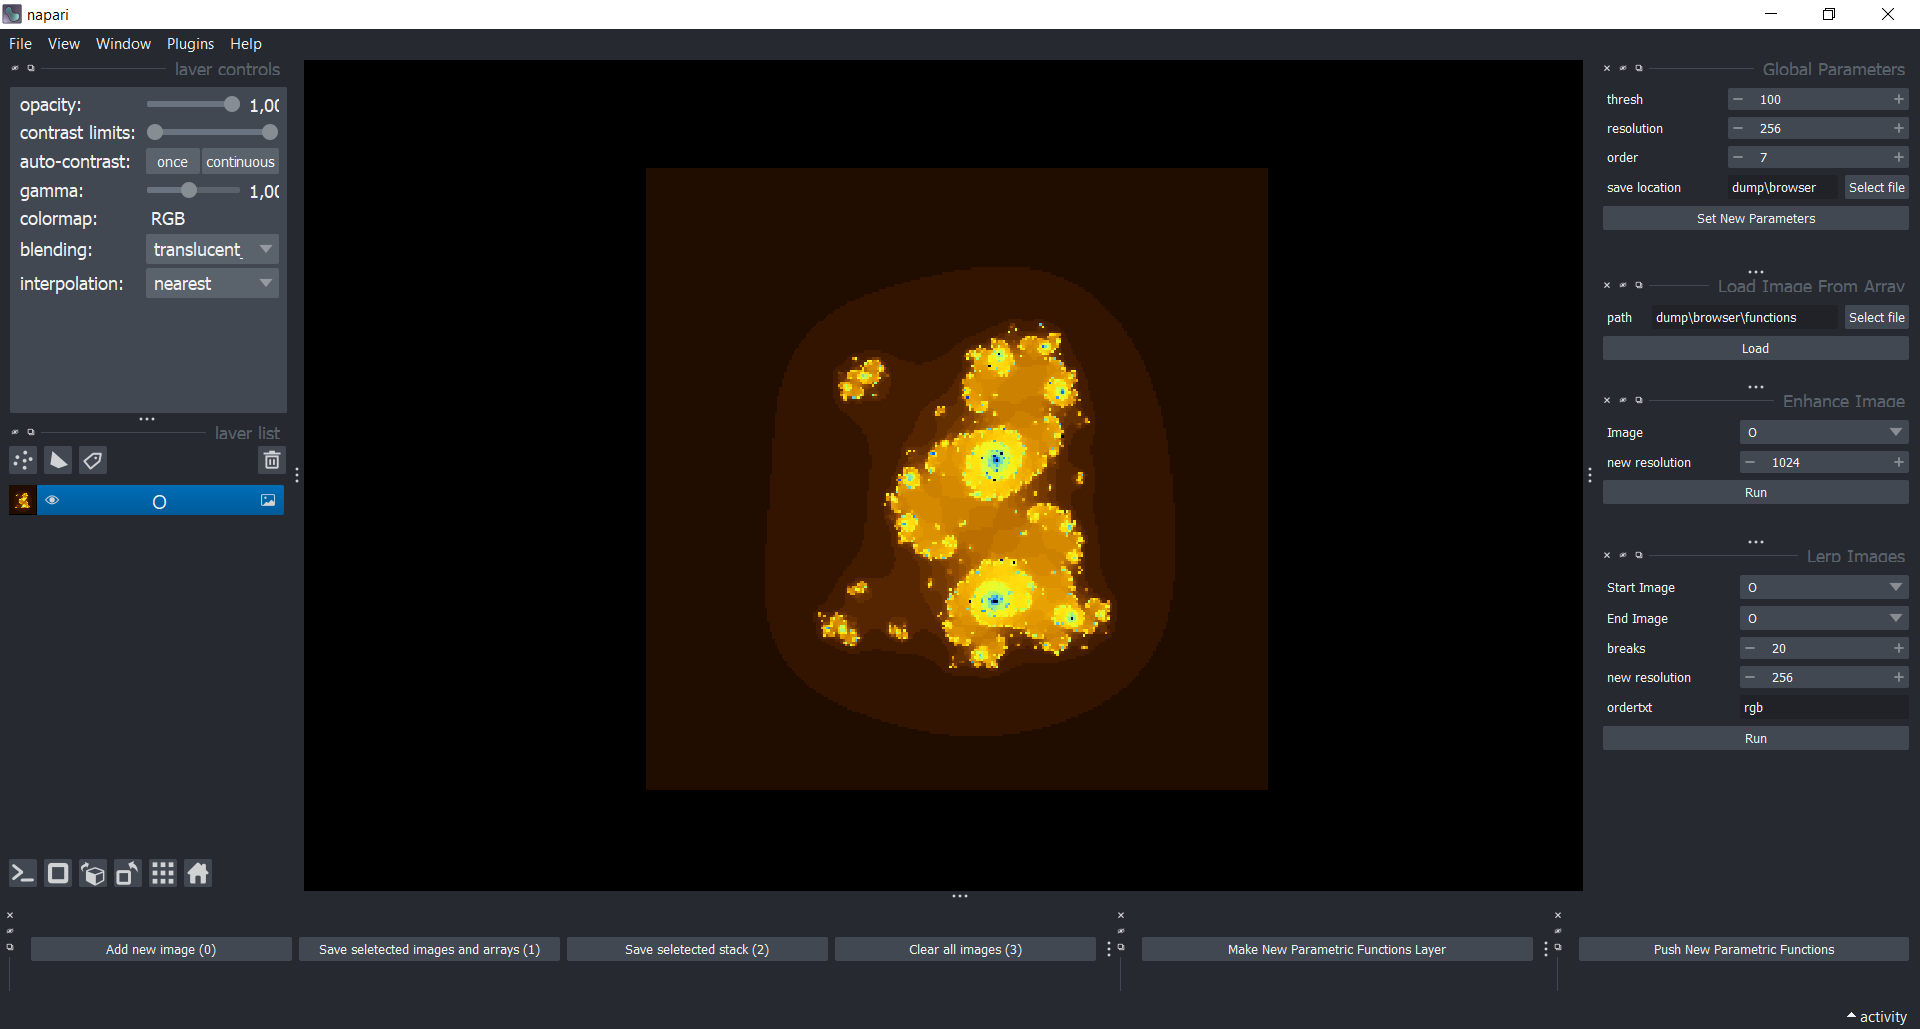 napari
File View Window Plugins Help
layer controls
opacity: 1,00
contrast limits:
auto-contrast: once continuous
gamma: 1,00
colormap: RGB
blending: translucent_
interpolation: nearest
layer list
O
Global Parameters
thresh 100
resolution 256
order 7
save location dump\browser Select file
Set New Parameters
Load Image From Array
path dump\browser\functions Select file
Load
Enhance Image
Image O
new resolution 1024
Run
Lerp Images
Start Image O
End Image O
breaks 20
new resolution 256
ordertxt rgb
Run
Add new image (0) Save seletected images and arrays (1) Save seletected stack (2) Clear all images (3) Make New Parametric Functions Layer Push New Parametric Functions
activity